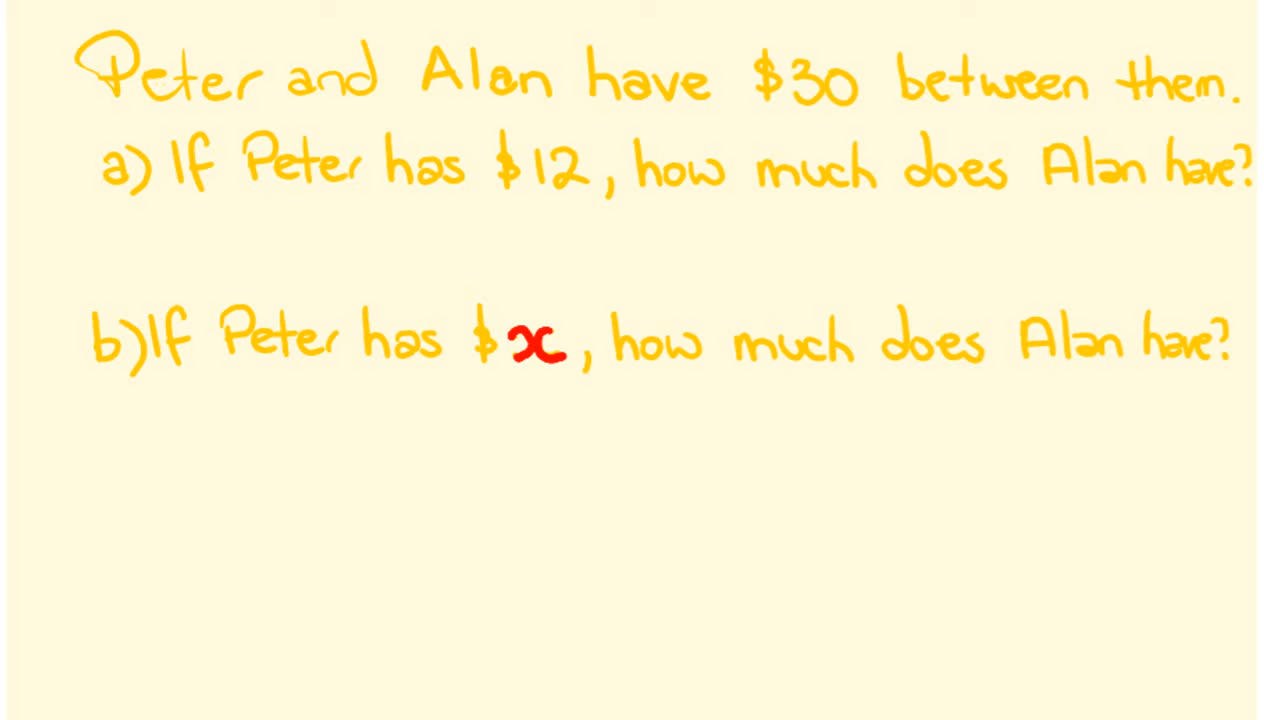 Peter and Alan have $30 between them.
a) If Peter has $12, how much does Alan have?
b) If Peter has $x, how much does Alan have?